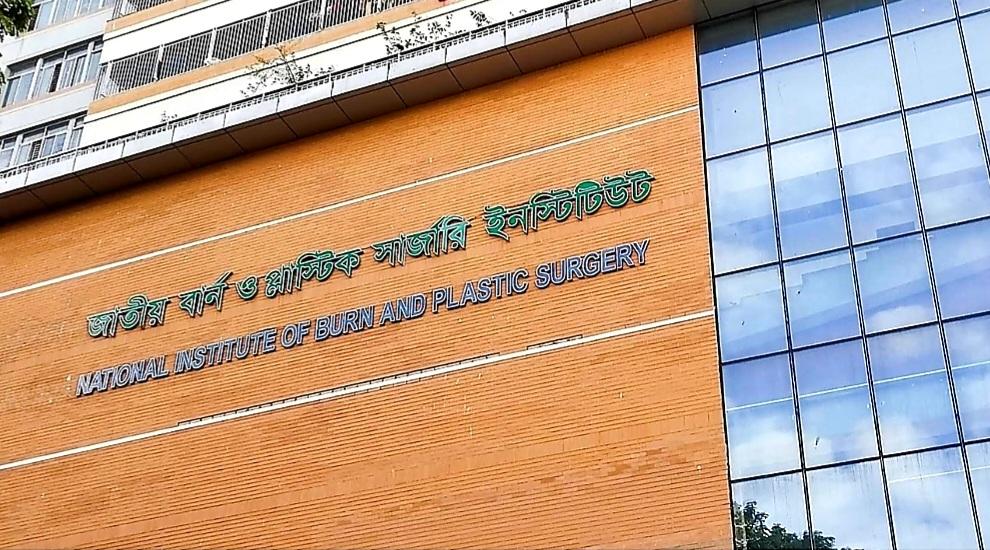 জাতীয় বার্ন ও প্লাস্টিক সার্জারি ইনস্টিটিউট
NATIONAL INSTITUTE OF BURN AND PLASTIC SURGERY